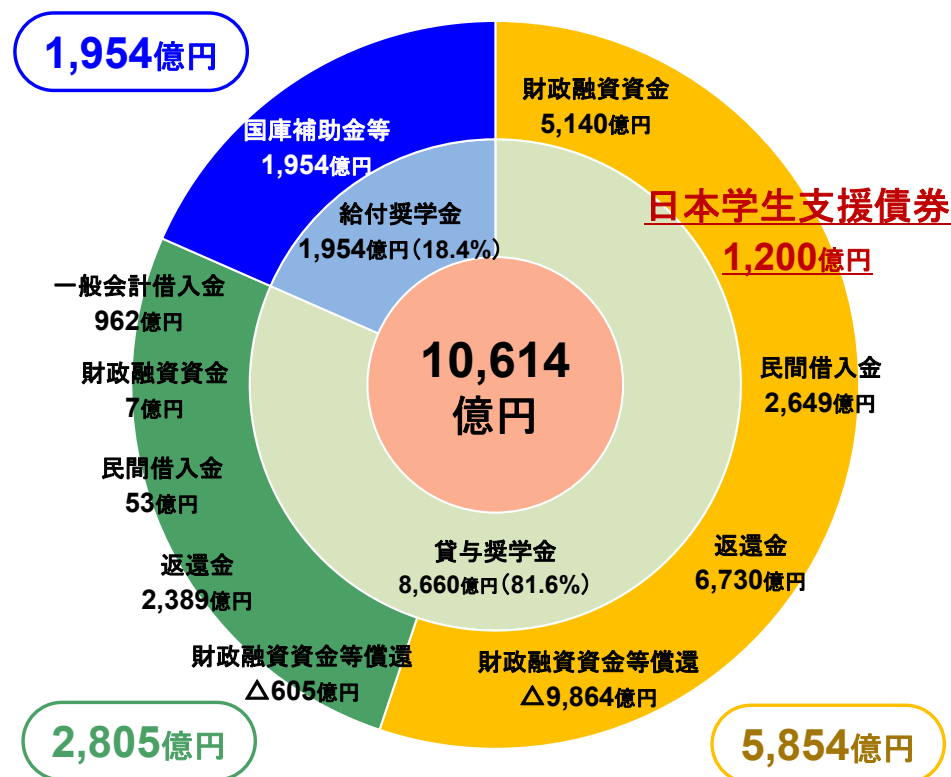 1,954億円
財政融資資金
5,140億円
国庫補助金等
1,954億円
日本学生支援債券
1,200億円
給付奨学金
1,954億円(18.4%)
一般会計借入金
962億円
財政融資資金
7億円
10,614
億円
民間借入金
2,649億円
民間借入金
53億円
貸与奨学金
8,660億円(81.6%)
返還金
6,730億円
返還金
2,389億円
財政融資資金等償還
△605億円
財政融資資金等償還
△9,864億円
2,805億円
5,854億円